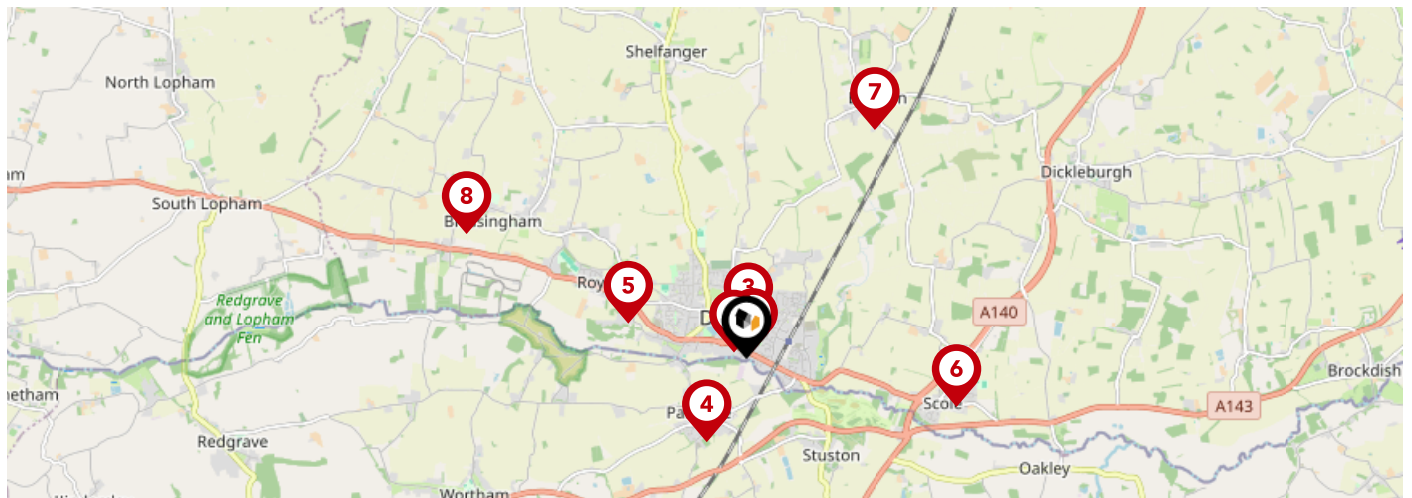 Shelfanger
North Lopham
7
Dickleburgh
South Lopham
8
5
3
Redgrave
and Lopham
Fen
A140
6
Brockdish
4
A143
Redgrave
Stuston
Oakley
Wortham